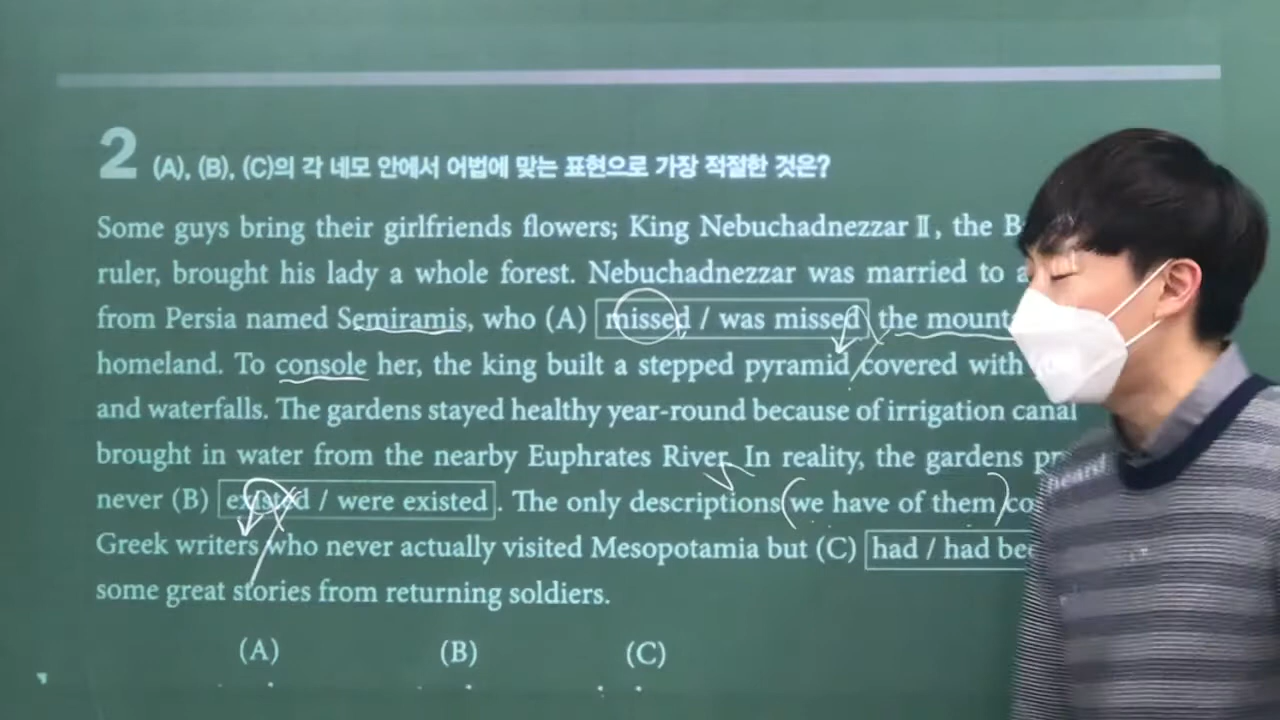 2 (A), (B), (C)의 각 네모 안에서 어법에 맞는 표현으로 가장 적절한 것은?
Some guys bring their girlfriends flowers; King Nebuchadnezzar Ⅱ, the
ruler, brought his lady a whole forest. Nebuchadnezzar was married to
from Persia named Semiramis, who (A) missed / was missed the
homeland. To console her, the king built a stepped pyramid covered with
and waterfalls. The gardens stayed healthy year-round because of irrigation canal
brought in water from the nearby Euphrates River. In reality, the gardens
never (B) existed / were existed. The only descriptions we have of them
Greek writers who never actually visited Mesopotamia but (C) had / had heard
some great stories from returning soldiers.
(A) (B) (C)